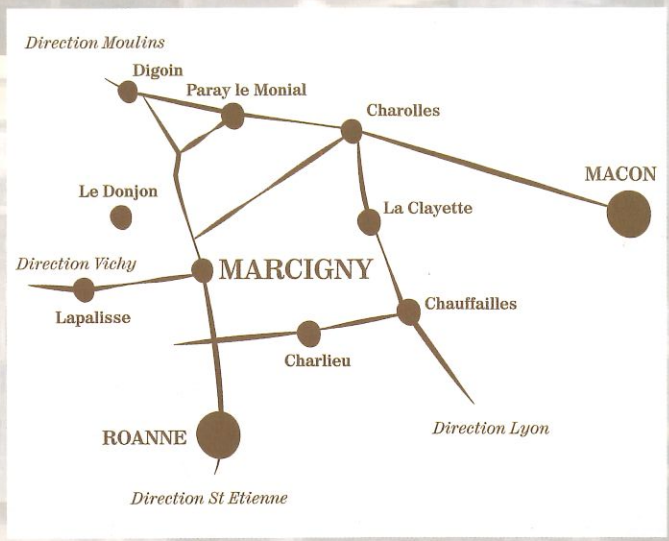 Direction Moulins
Digoin
Paray le Monial
Charolles
MACON
Le Donjon
La Clayette
Direction Vichy
MARCIGNY
Lapalisse
Chauffailles
Charlieu
ROANNE
Direction Lyon
Direction St Etienne